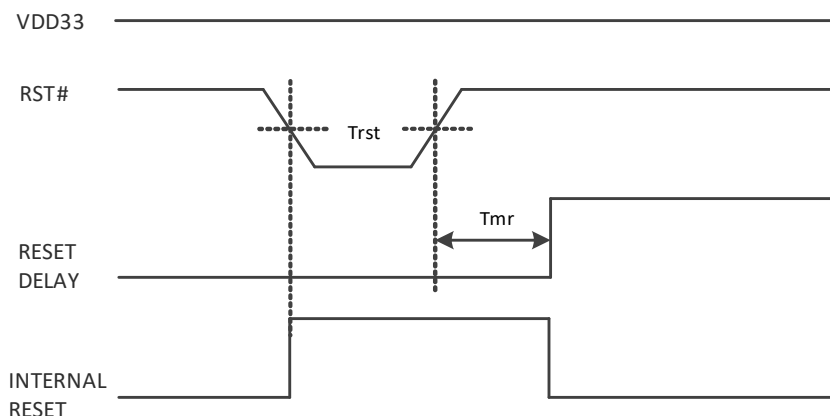 VDD33
RST#
Trst
Tmr
RESET
DELAY
INTERNAL
RESET